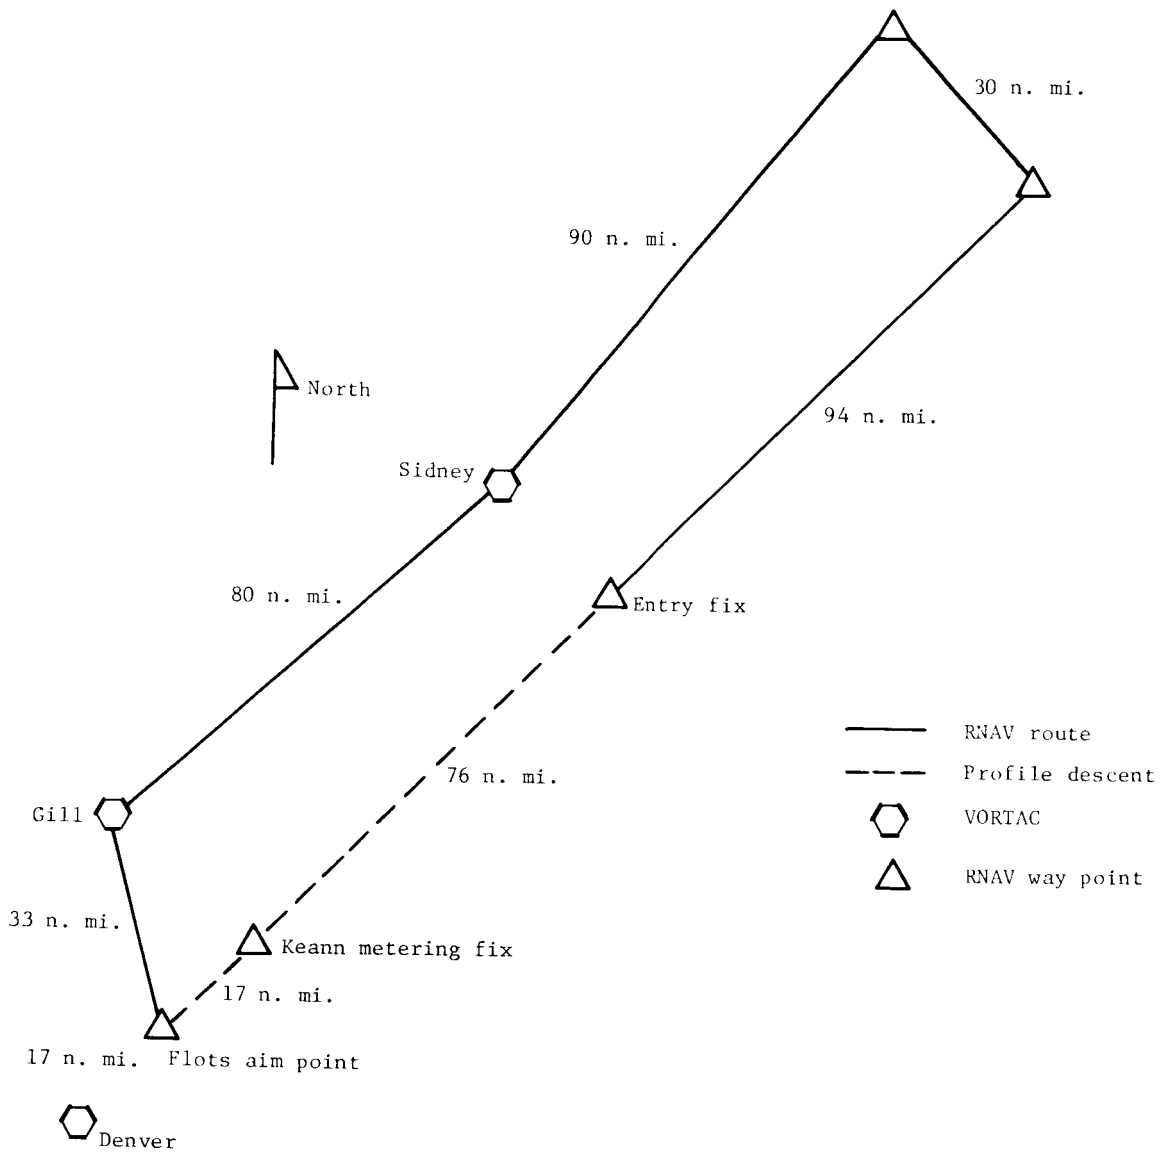 30 n. mi.
90 n. mi.
North
94 n. mi.
Sidney
80 n. mi.
Entry fix
RNAV route
76 n. mi.
Profile descent
Gill
VORTAC
RNAV way point
33 n. mi.
Keann metering fix
17 n. mi.
17 n. mi. Flots aim point
Denver